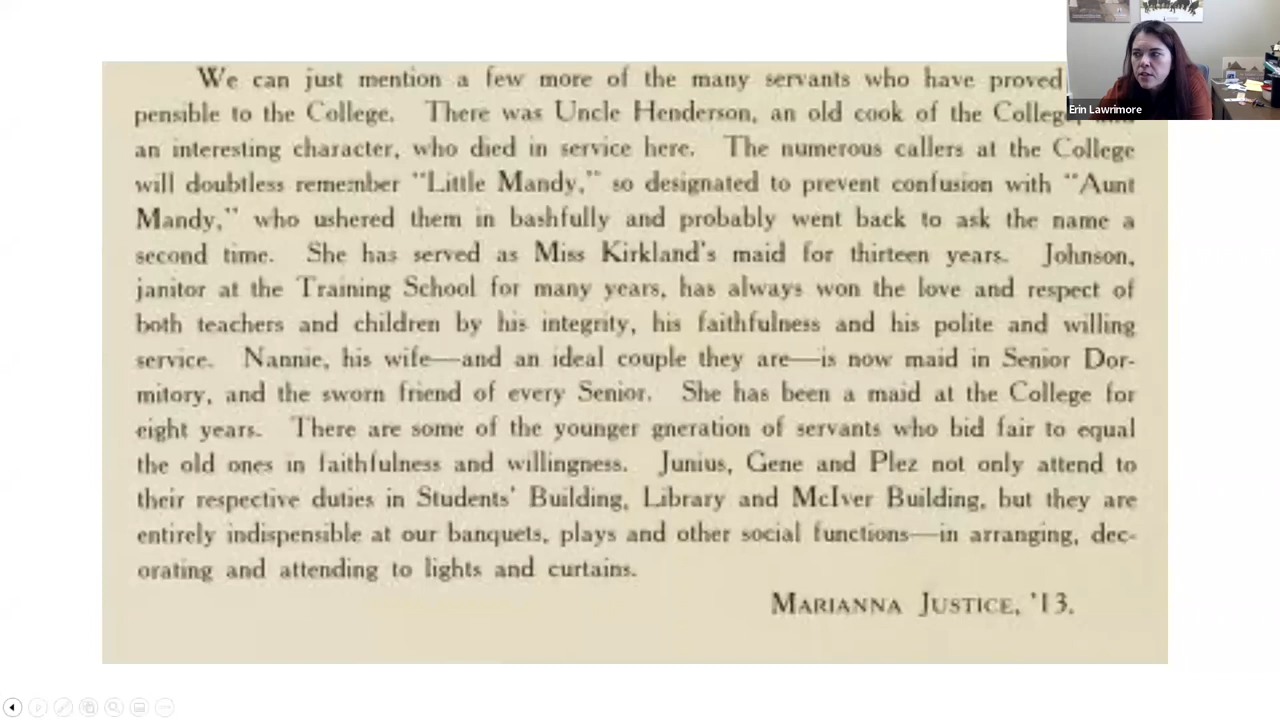 We can just mention a few more of the many servants who have proved
pensible to the College. There was Uncle Henderson, an old cook of the College,
an interesting character, who died in service here. The numerous callers at the College
will doubtless remember "Little Mandy," so designated to prevent confusion with "Aunt
Mandy," who ushered them in bashfully and probably went back to ask the name a
second time. She has served as Miss Kirkland's maid for thirteen years. Johnson,
janitor at the Training School for many years, has always won the love and respect of
both teachers and children by his integrity, his faithfulness and his polite and willing
service. Nannie, his wife—and an ideal couple they are—is now maid in Senior Dor-
mitory, and the sworn friend of every Senior. She has been a maid at the College for
eight years. There are some of the younger gneration of servants who bid fair to equal
the old ones in faithfulness and willingness. Junius, Gene and Plez not only attend to
their respective duties in Students' Building, Library and McIver Building, but they are
entirely indispensible at our banquets, plays and other social functions—in arranging, dec-
orating and attending to lights and curtains.
MARIANNA JUSTICE, '13.
Erin Lawrimore